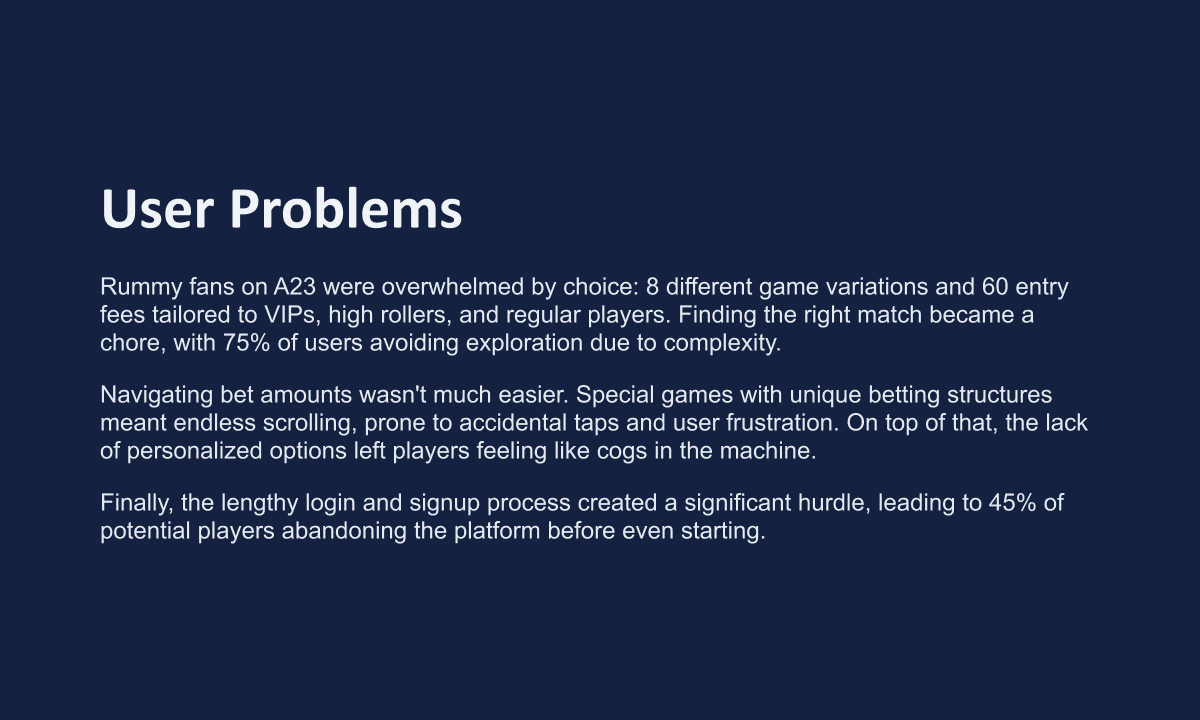 User Problems
Rummy fans on A23 were overwhelmed by choice: 8 different game variations and 60 entry
fees tailored to VIPs, high rollers, and regular players. Finding the right match became a
chore, with 75% of users avoiding exploration due to complexity.
Navigating bet amounts wasn't much easier. Special games with unique betting structures
meant endless scrolling, prone to accidental taps and user frustration. On top of that, the lack
of personalized options left players feeling like cogs in the machine.
Finally, the lengthy login and signup process created a significant hurdle, leading to 45% of
potential players abandoning the platform before even starting.